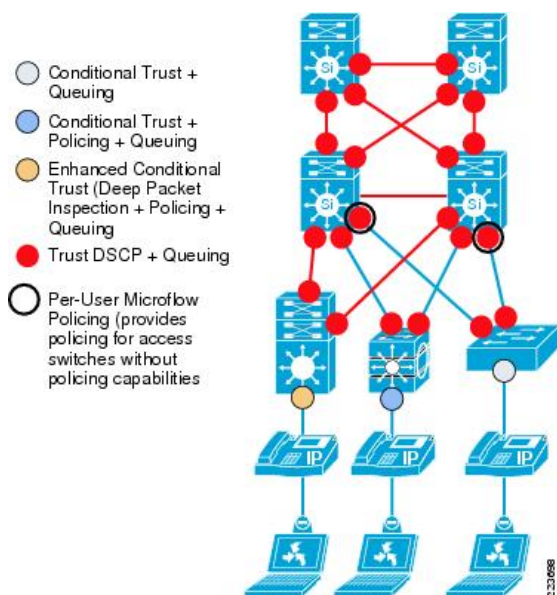 Conditional Trust +
Queuing
Conditional Trust +
Policing + Queuing
Enhanced Conditional
Trust (Deep Packet
Inspection + Policing +
Queuing
Trust DSCP + Queuing
Per-User Microflow
Policing (provides
policing for access
switches without
policing capabilities
Si
Si
Si
Si
IP
IP
IP
223698